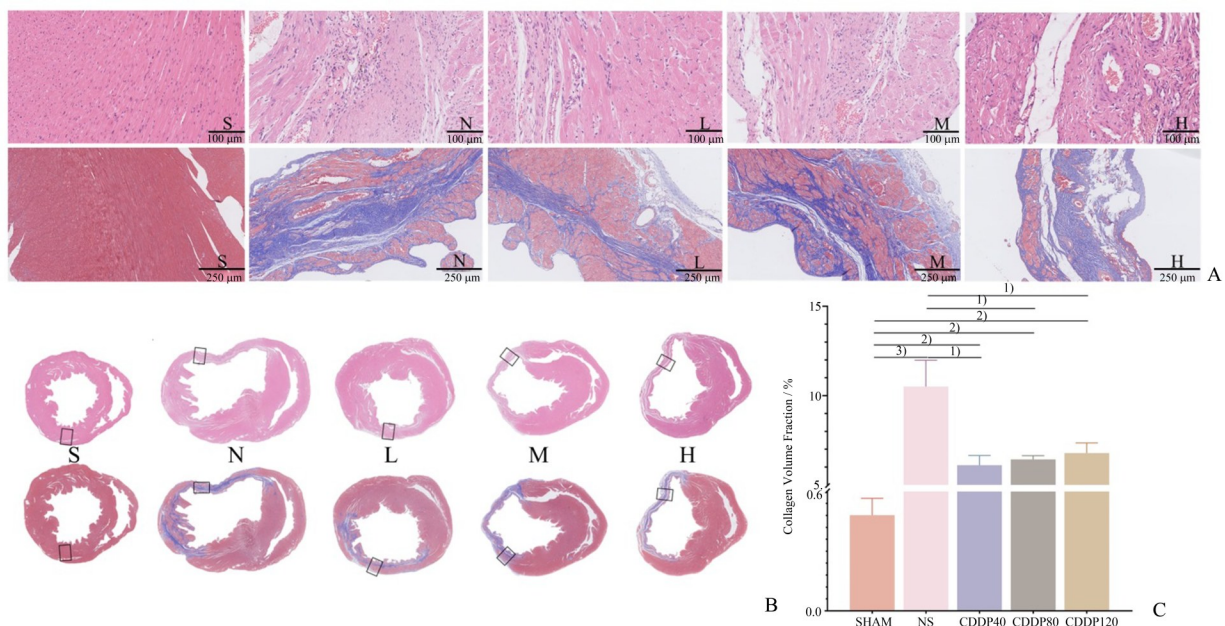 S
100 μm
N
100 μm
L
100 μm
M
100 μm
H
100 μm
S
250 μm
N
250 μm
L
250 μm
M
250 μm
H
250 μm
A
S
N
L
M
H
B
Collagen Volume Fraction / %
15
10
5
0.6
0.0
1)
1)
2)
2)
2)
3) 1)
SHAM NS CDDP40 CDDP80 CDDP120
C